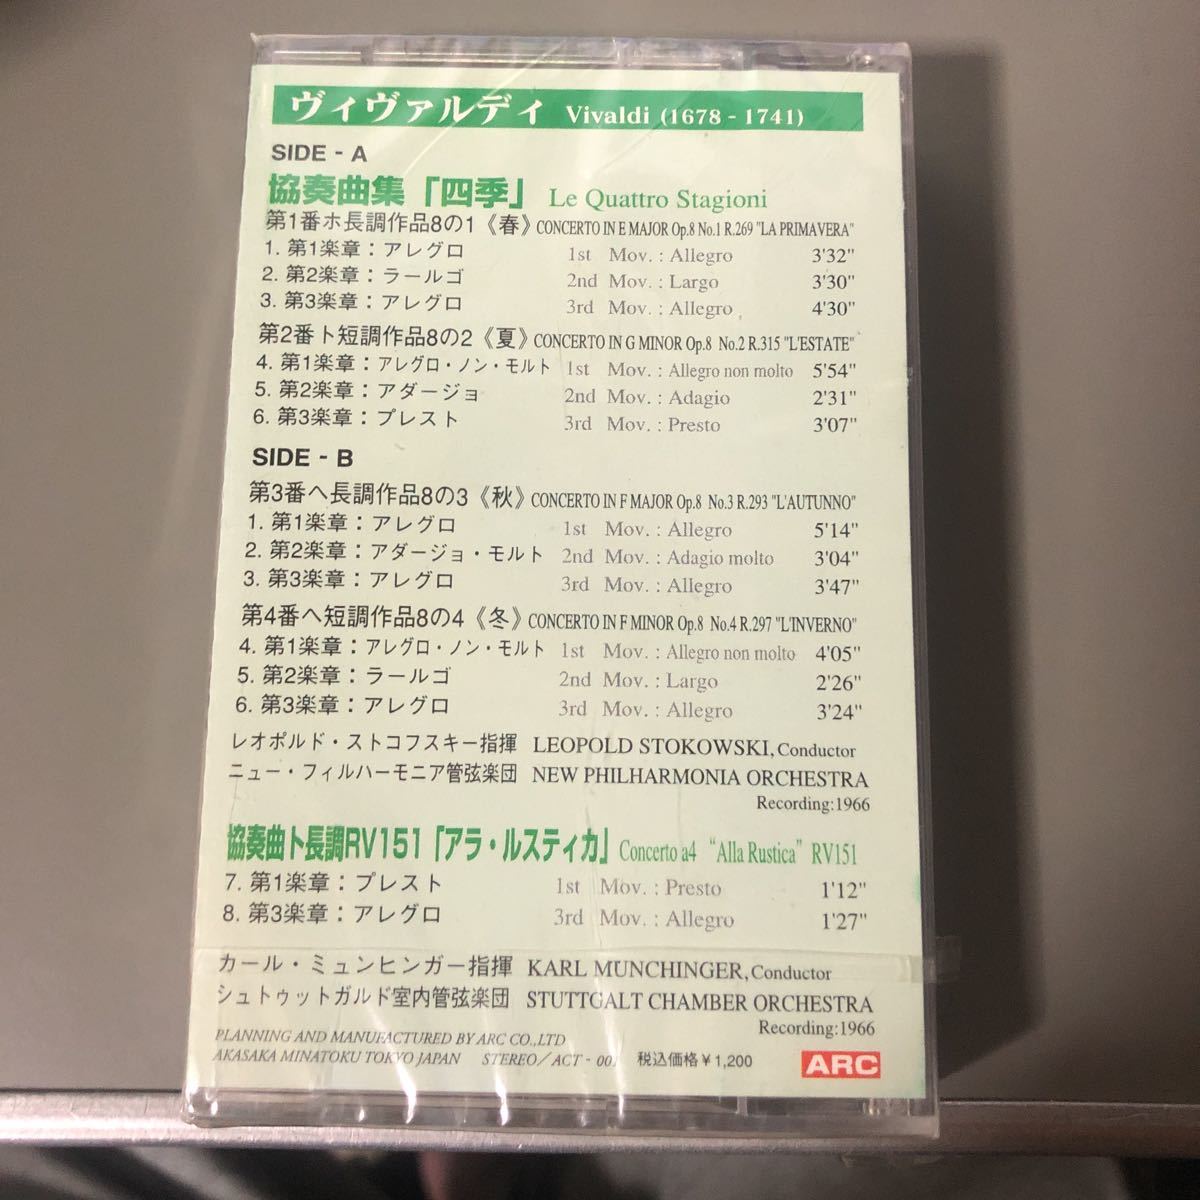 ヴィヴァルディ Vivaldi (1678 - 1741)
SIDE - A
協奏曲集「四季」 Le Quattro Stagioni
第1番ホ長調作品8の1《春》 CONCERTO IN E MAJOR Op.8 No.1 R.269 "LA PRIMAVERA"
1. 第1楽章：アレグロ 1st Mov. : Allegro 3'32"
2. 第2楽章：ラールゴ 2nd Mov. : Largo 3'30"
3. 第3楽章：アレグロ 3rd Mov. : Allegro 4'30"
第2番ト短調作品8の2《夏》 CONCERTO IN G MINOR Op.8 No.2 R.315 "L'ESTATE"
4. 第1楽章：アレグロ・ノン・モルト 1st Mov. : Allegro non molto 5'54"
5. 第2楽章：アダージョ 2nd Mov. : Adagio 2'31"
6. 第3楽章：プレスト 3rd Mov. : Presto 3'07"
SIDE - B
第3番ヘ長調作品8の3《秋》 CONCERTO IN F MAJOR Op.8 No.3 R.293 "L'AUTUNNO"
1. 第1楽章：アレグロ 1st Mov. : Allegro 5'14"
2. 第2楽章：アダージョ・モルト 2nd Mov. : Adagio molto 3'04"
3. 第3楽章：アレグロ 3rd Mov. : Allegro 3'47"
第4番ヘ短調作品8の4《冬》 CONCERTO IN F MINOR Op.8 No.4 R.297 "L'INVERNO"
4. 第1楽章：アレグロ・ノン・モルト 1st Mov. : Allegro non molto 4'05"
5. 第2楽章：ラールゴ 2nd Mov. : Largo 2'26"
6. 第3楽章：アレグロ 3rd Mov. : Allegro 3'24"
レオポルド・ストコフスキー指揮 LEOPOLD STOKOWSKI, Conductor
ニュー・フィルハーモニア管弦楽団 NEW PHILHARMONIA ORCHESTRA
Recording:1966
協奏曲ト長調RV151「アラ・ルスティカ」 Concerto a4 “Alla Rustica” RV151
7. 第1楽章：プレスト 1st Mov. : Presto 1'12"
8. 第3楽章：アレグロ 3rd Mov. : Allegro 1'27"
カール・ミュンヒンガー指揮 KARL MUNCHINGER, Conductor
シュトゥットガルド室内管弦楽団 STUTTGALT CHAMBER ORCHESTRA
Recording:1966
PLANNING AND MANUFACTURED BY ARC CO.,LTD
AKASAKA MINATOKU TOKYO JAPAN STEREO/ACT - 税込価格￥1,200
ARC